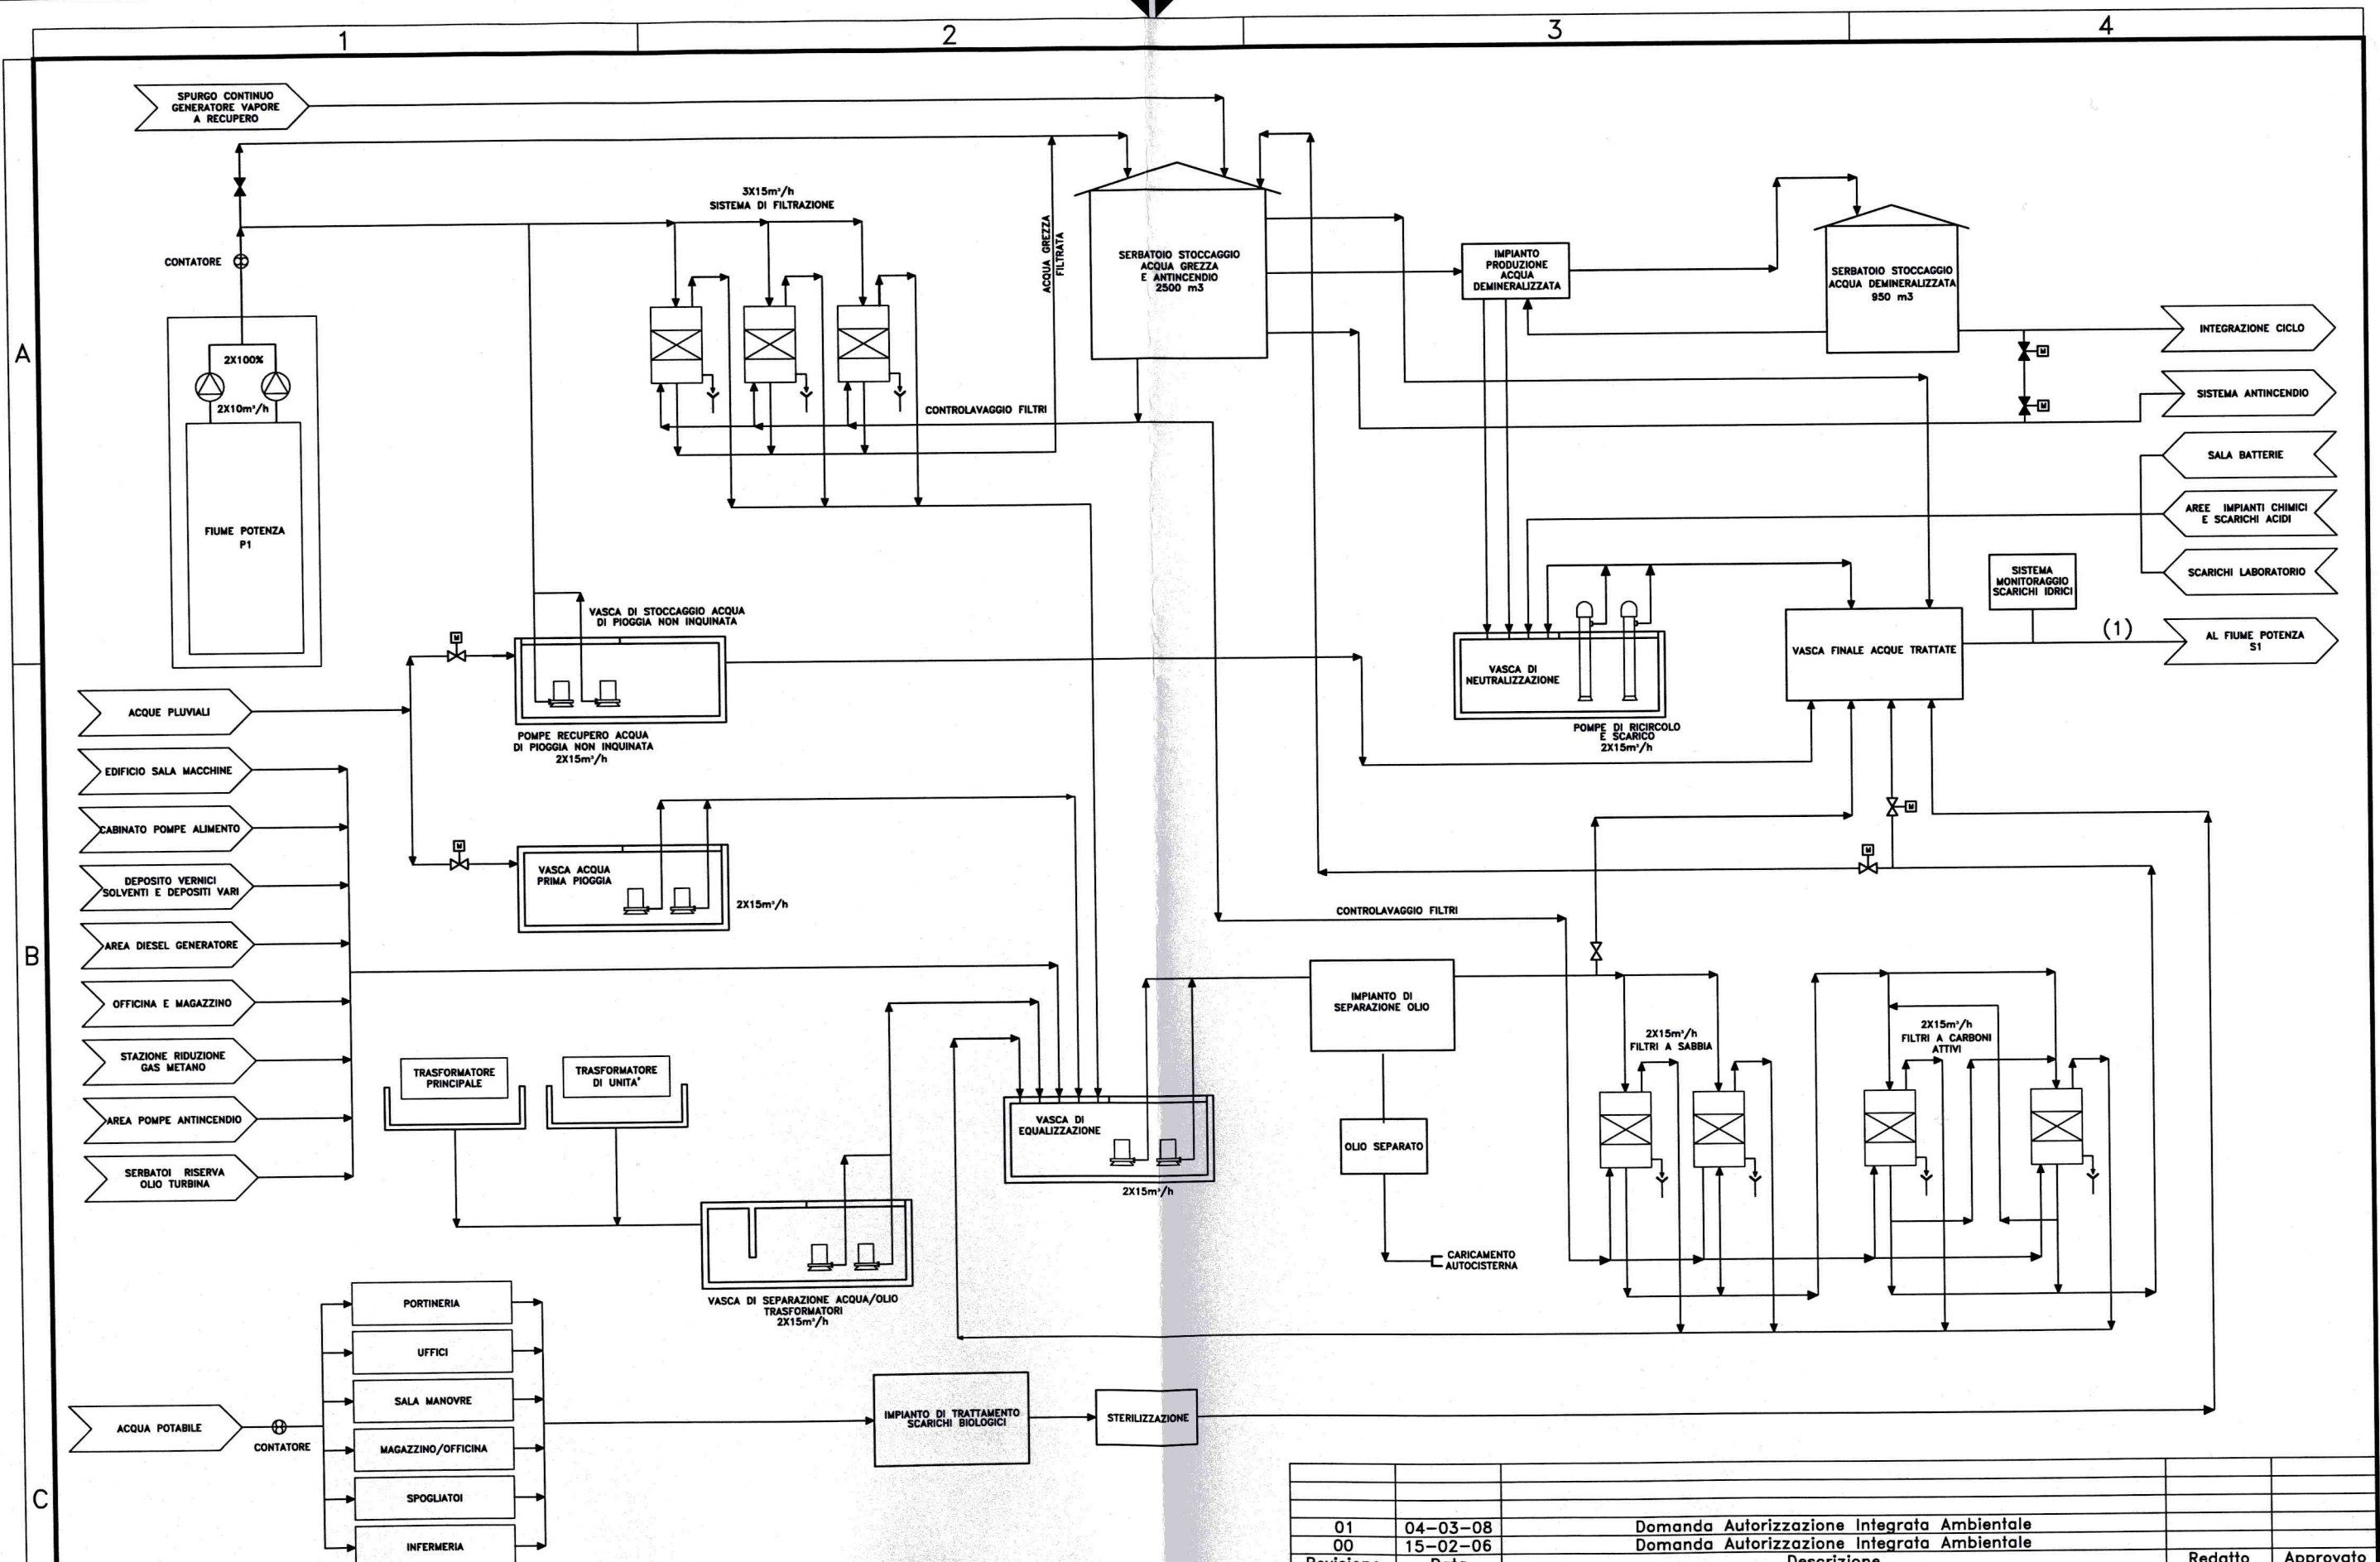 1
2
3
4
A
B
C
SPURGO CONTINUO
GENERATORE VAPORE
A RECUPERO
CONTATORE
2X100%
2X10m³/h
FIUME POTENZA
P1
3X15m³/h
SISTEMA DI FILTRAZIONE
ACQUA GREZZA
FILTRATA
CONTROLAVAGGIO FILTRI
SERBATOIO STOCCAGGIO
ACQUA GREZZA
E ANTINCENDIO
2500 m3
IMPIANTO
PRODUZIONE
ACQUA
DEMINERALIZZATA
SERBATOIO STOCCAGGIO
ACQUA DEMINERALIZZATA
950 m3
INTEGRAZIONE CICLO
M
M
SISTEMA ANTINCENDIO
SALA BATTERIE
AREE IMPIANTI CHIMICI
E SCARICHI ACIDI
SCARICHI LABORATORIO
SISTEMA
MONITORAGGIO
SCARICHI IDRICI
(1)
AL FIUME POTENZA
S1
VASCA FINALE ACQUE TRATTATE
VASCA DI
NEUTRALIZZAZIONE
POMPE DI RICIRCOLO
E SCARICO
2X15m³/h
VASCA DI STOCCAGGIO ACQUA
DI PIOGGIA NON INQUINATA
M
POMPE RECUPERO ACQUA
DI PIOGGIA NON INQUINATA
2X15m³/h
ACQUE PLUVIALI
EDIFICIO SALA MACCHINE
CABINATO POMPE ALIMENTO
DEPOSITO VERNICI
SOLVENTI E DEPOSITI VARI
AREA DIESEL GENERATORE
OFFICINA E MAGAZZINO
STAZIONE RIDUZIONE
GAS METANO
AREA POMPE ANTINCENDIO
SERBATOI RISERVA
OLIO TURBINA
M
VASCA ACQUA
PRIMA PIOGGIA
2X15m³/h
M
M
CONTROLAVAGGIO FILTRI
IMPIANTO DI
SEPARAZIONE OLIO
2X15m³/h
FILTRI A SABBIA
2X15m³/h
FILTRI A CARBONI
ATTIVI
TRASFORMATORE
PRINCIPALE
TRASFORMATORE
DI UNITA'
VASCA DI
EQUALIZZAZIONE
2X15m³/h
OLIO SEPARATO
CARICAMENTO
AUTOCISTERNA
VASCA DI SEPARAZIONE ACQUA/OLIO
TRASFORMATORI
2X15m³/h
ACQUA POTABILE
CONTATORE
PORTINERIA
UFFICI
SALA MANOVRE
MAGAZZINO/OFFICINA
SPOGLIATOI
INFERMERIA
IMPIANTO DI TRATTAMENTO
SCARICHI BIOLOGICI
STERILIZZAZIONE
01 04-03-08 Domanda Autorizzazione Integrata Ambientale
00 15-02-06 Domanda Autorizzazione Integrata Ambientale
Revisione Data Descrizione Redatto Approvato